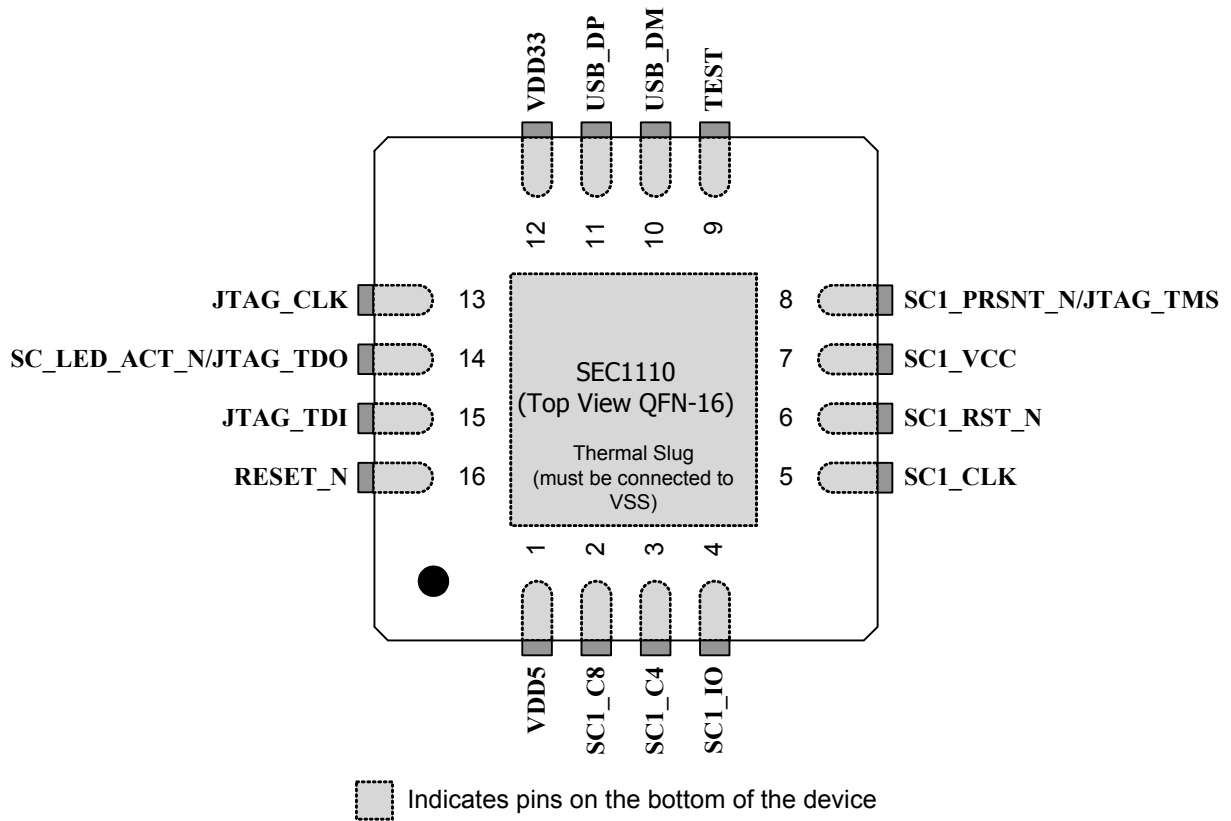 VDD33
USB_DP
USB_DM
TEST
12
11
10
9
JTAG_CLK
13
8
SC1_PRSNT_N/JTAG_TMS
SC_LED_ACT_N/JTAG_TDO
14
7
SC1_VCC
JTAG_TDI
15
6
SC1_RST_N
RESET_N
16
5
SC1_CLK
SEC1110
(Top View QFN-16)
Thermal Slug
(must be connected to
VSS)
1
2
3
4
VDD5
SC1_C8
SC1_C4
SC1_IO
Indicates pins on the bottom of the device